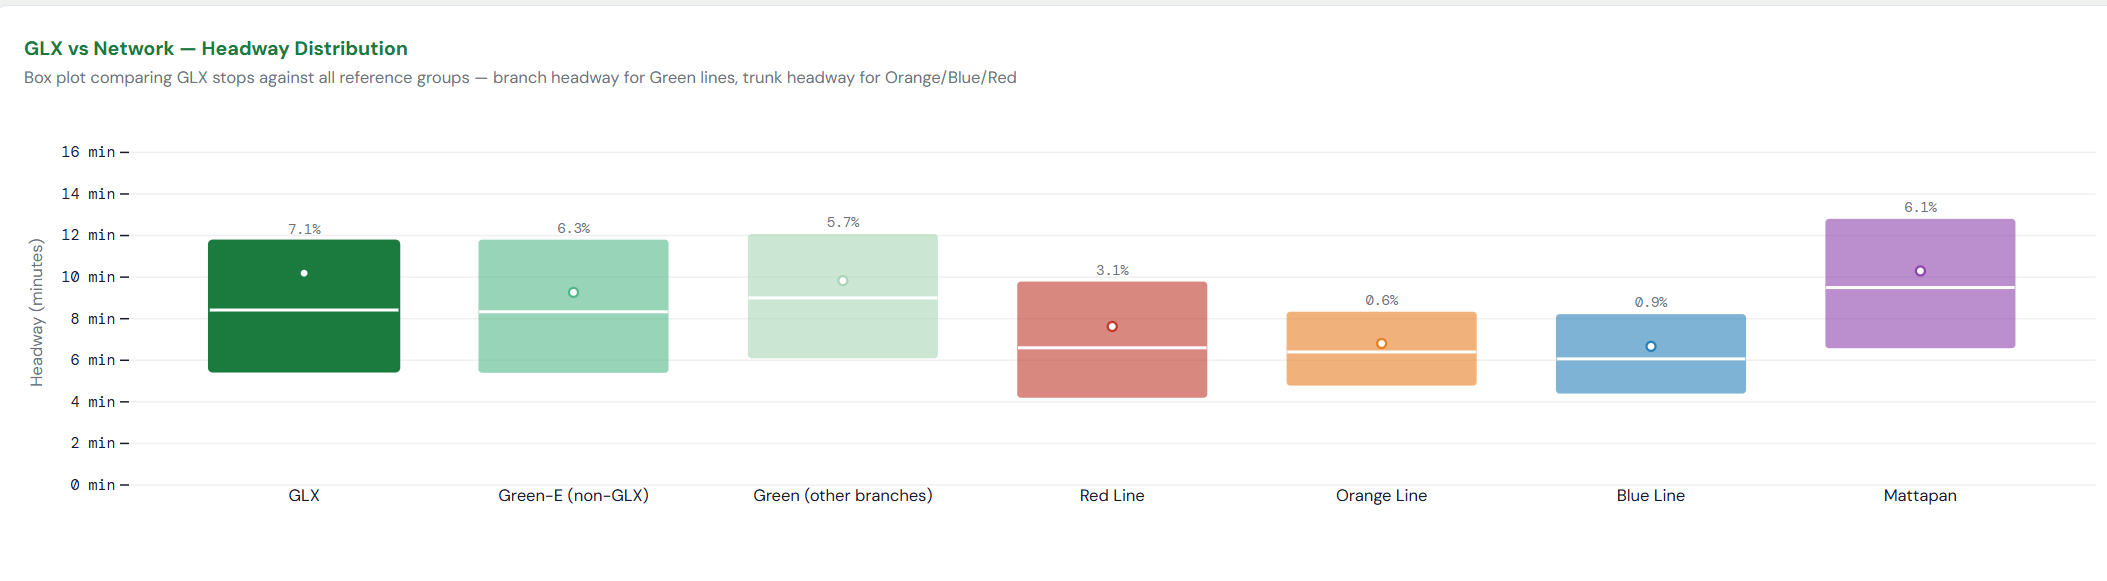 GLX vs Network — Headway Distribution
Box plot comparing GLX stops against all reference groups — branch headway for Green lines, trunk headway for Orange/Blue/Red
Headway (minutes)
16 min
14 min
12 min
10 min
8 min
6 min
4 min
2 min
0 min
7.1%
6.3%
5.7%
3.1%
0.6%
0.9%
6.1%
GLX
Green-E (non-GLX)
Green (other branches)
Red Line
Orange Line
Blue Line
Mattapan